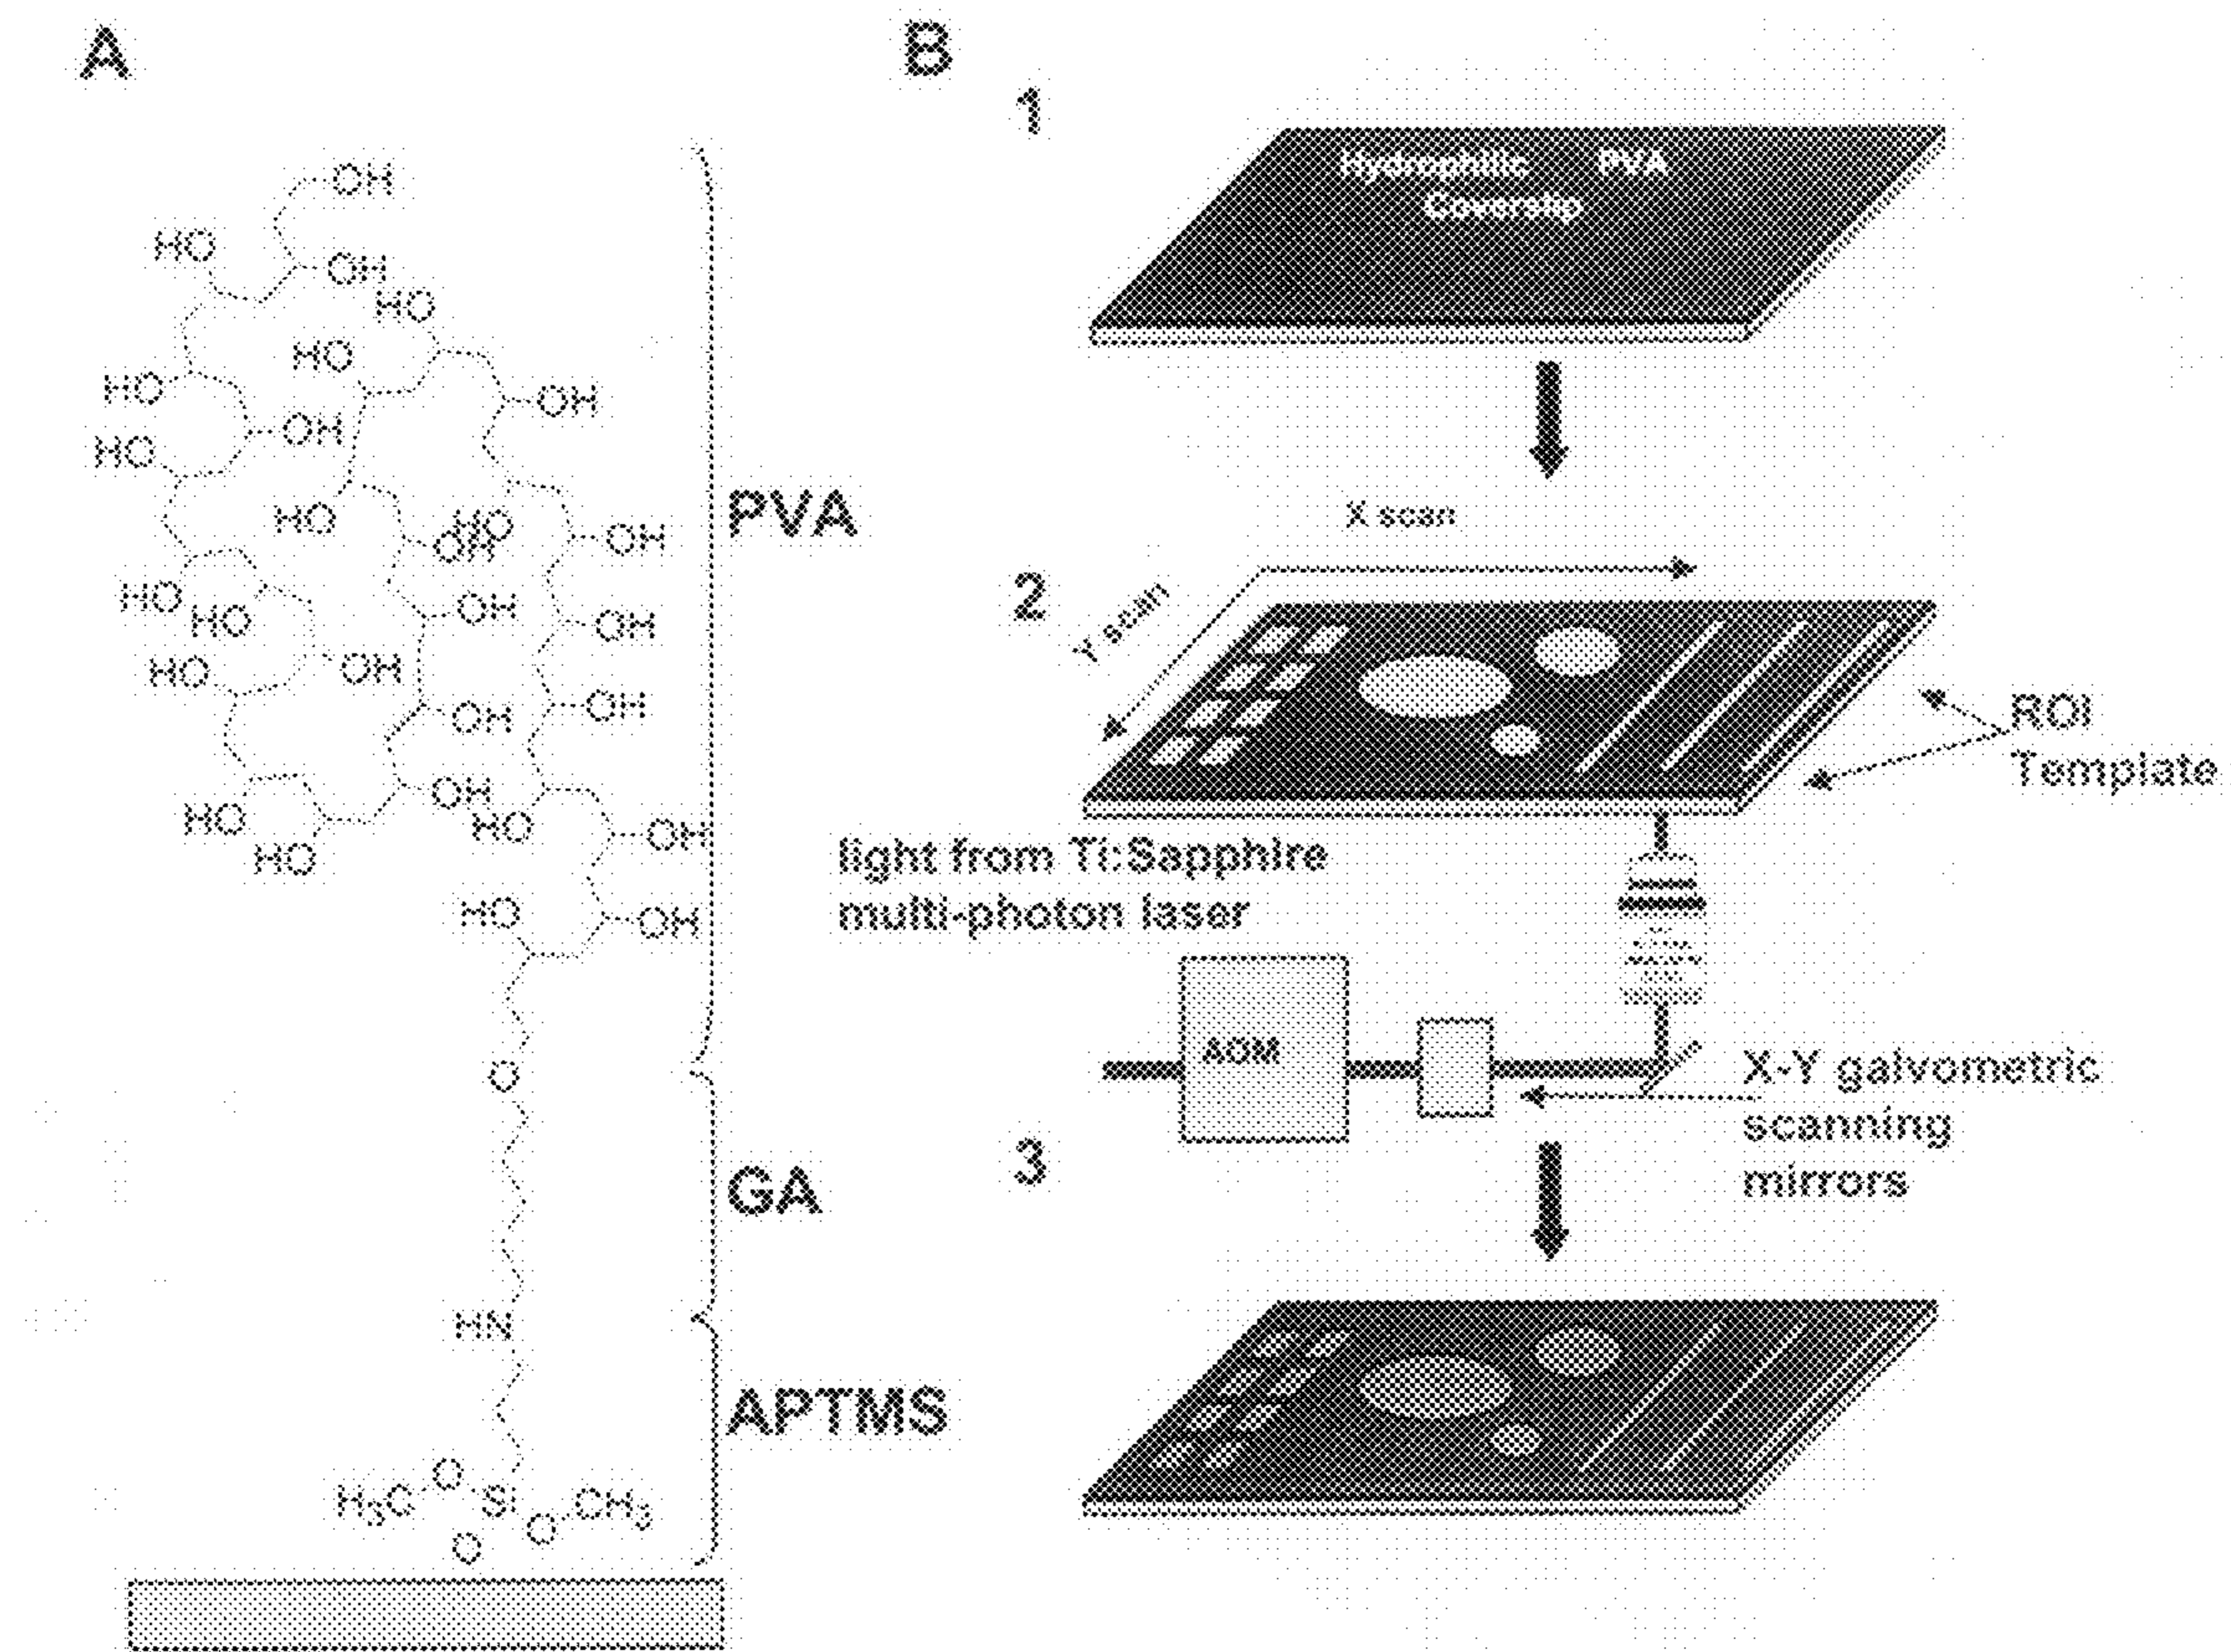 A
OH
HO
OH
HO
HO
HO
OH
OH
HO
HO
HO
OH
HO
OH
HO
HO
OH
OH
HO
OH
OH
OH
OH
HO
OH
HO
OH
HO
HO
OH
O
HN
H3C
O
Si
O
CH3
O
PVA
GA
APTMS
B
1
Hydrophilic PVA
Coverslip
2
X scan
Y scan
ROI
Template
light from Ti:Sapphire
multi-photon laser
AOM
X-Y galvometric
scanning
mirrors
3